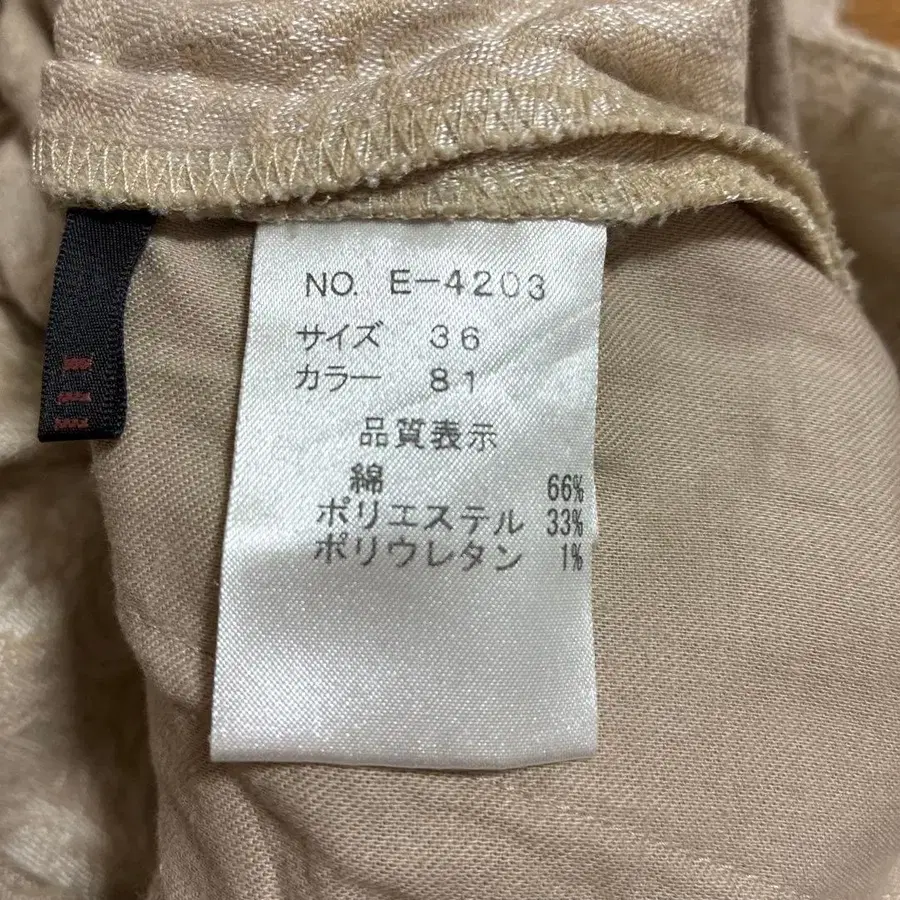 NO. E-4203
サイズ 36
カラー 81
品質表示
綿 66%
ポリエステル 33%
ポリウレタン 1%